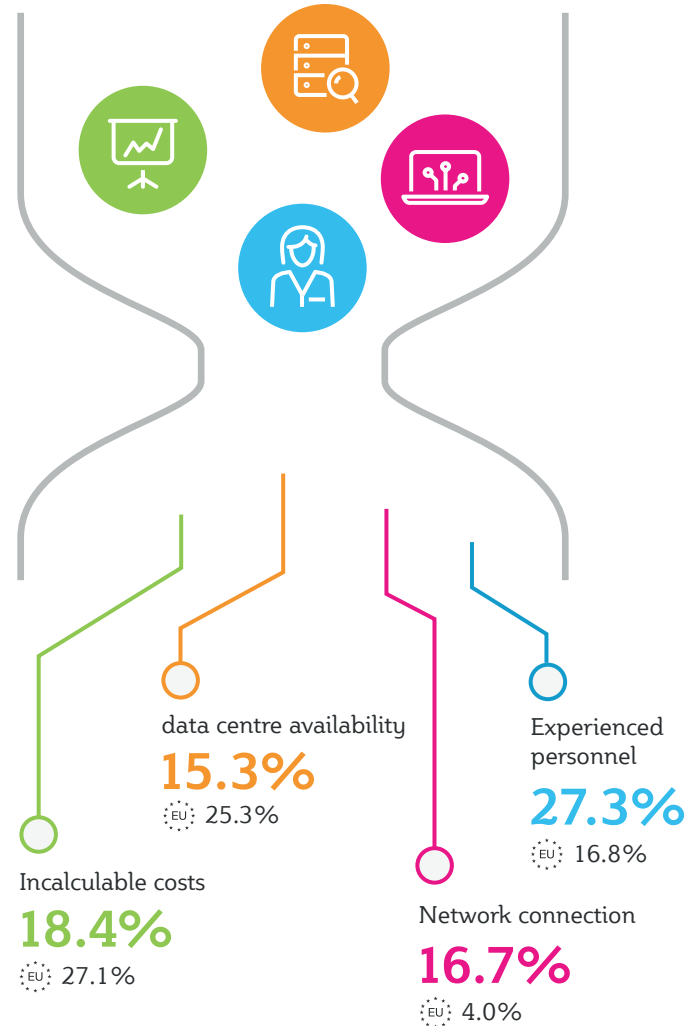 data centre availability
15.3%
EU 25.3%
Experienced
personnel
27.3%
EU 16.8%
Incalculable costs
18.4%
EU 27.1%
Network connection
16.7%
EU 4.0%